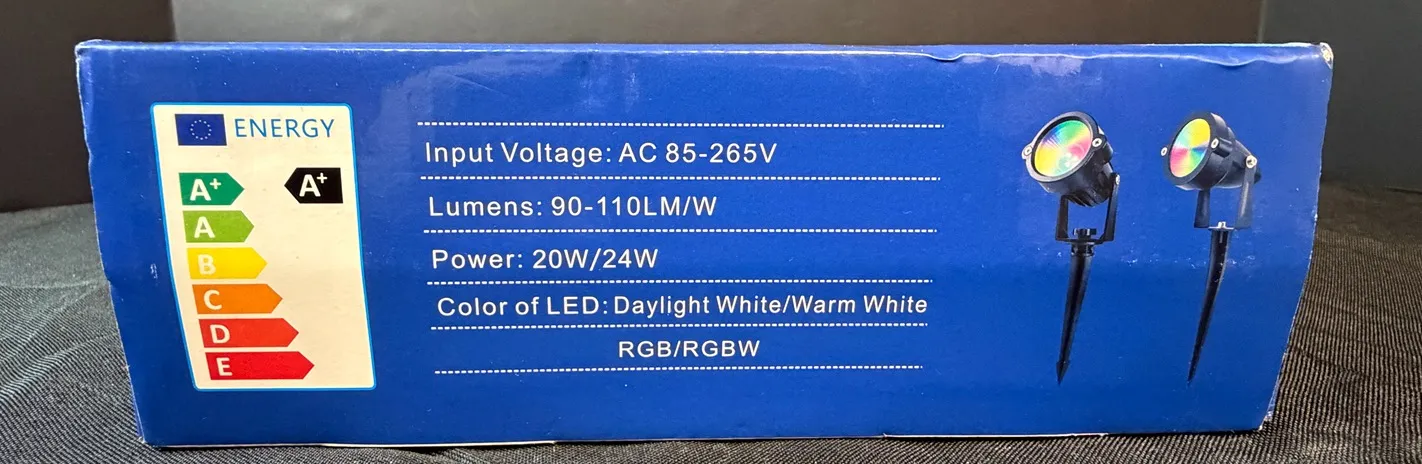 ENERGY
A+
A+
A
B
C
D
E
Input Voltage: AC 85-265V
Lumens: 90-110LM/W
Power: 20W/24W
Color of LED: Daylight White/Warm White
RGB/RGBW